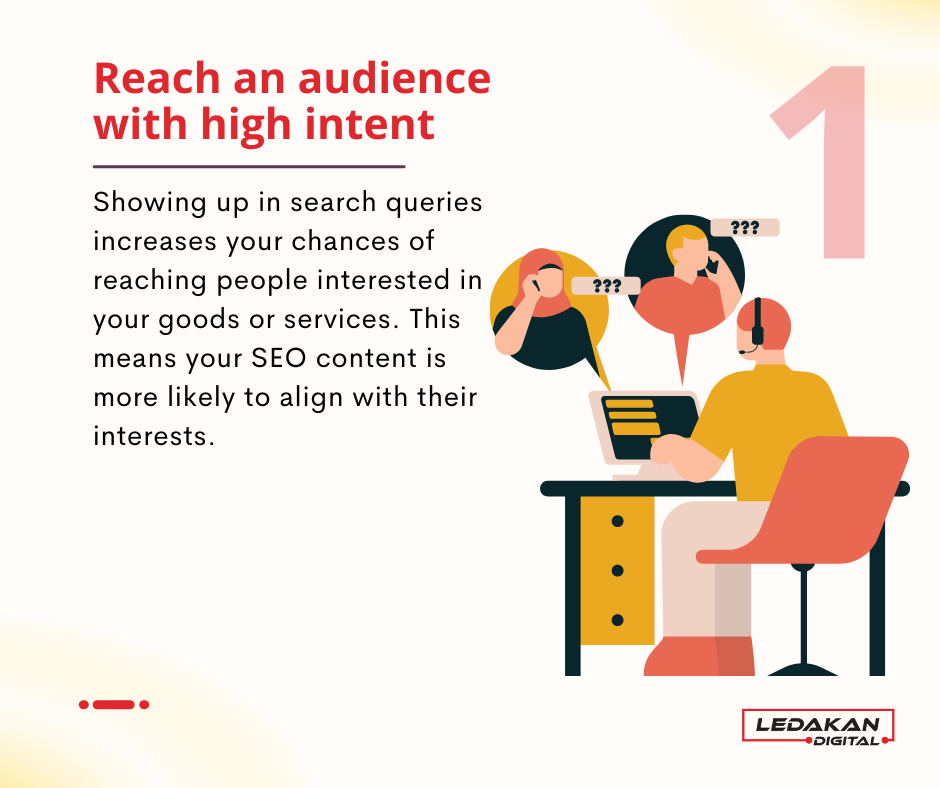 Reach an audience
with high intent
1
Showing up in search queries
increases your chances of
reaching people interested in
your goods or services. This
means your SEO content is
more likely to align with their
interests.
???
???
LEDAKAN
DIGITAL